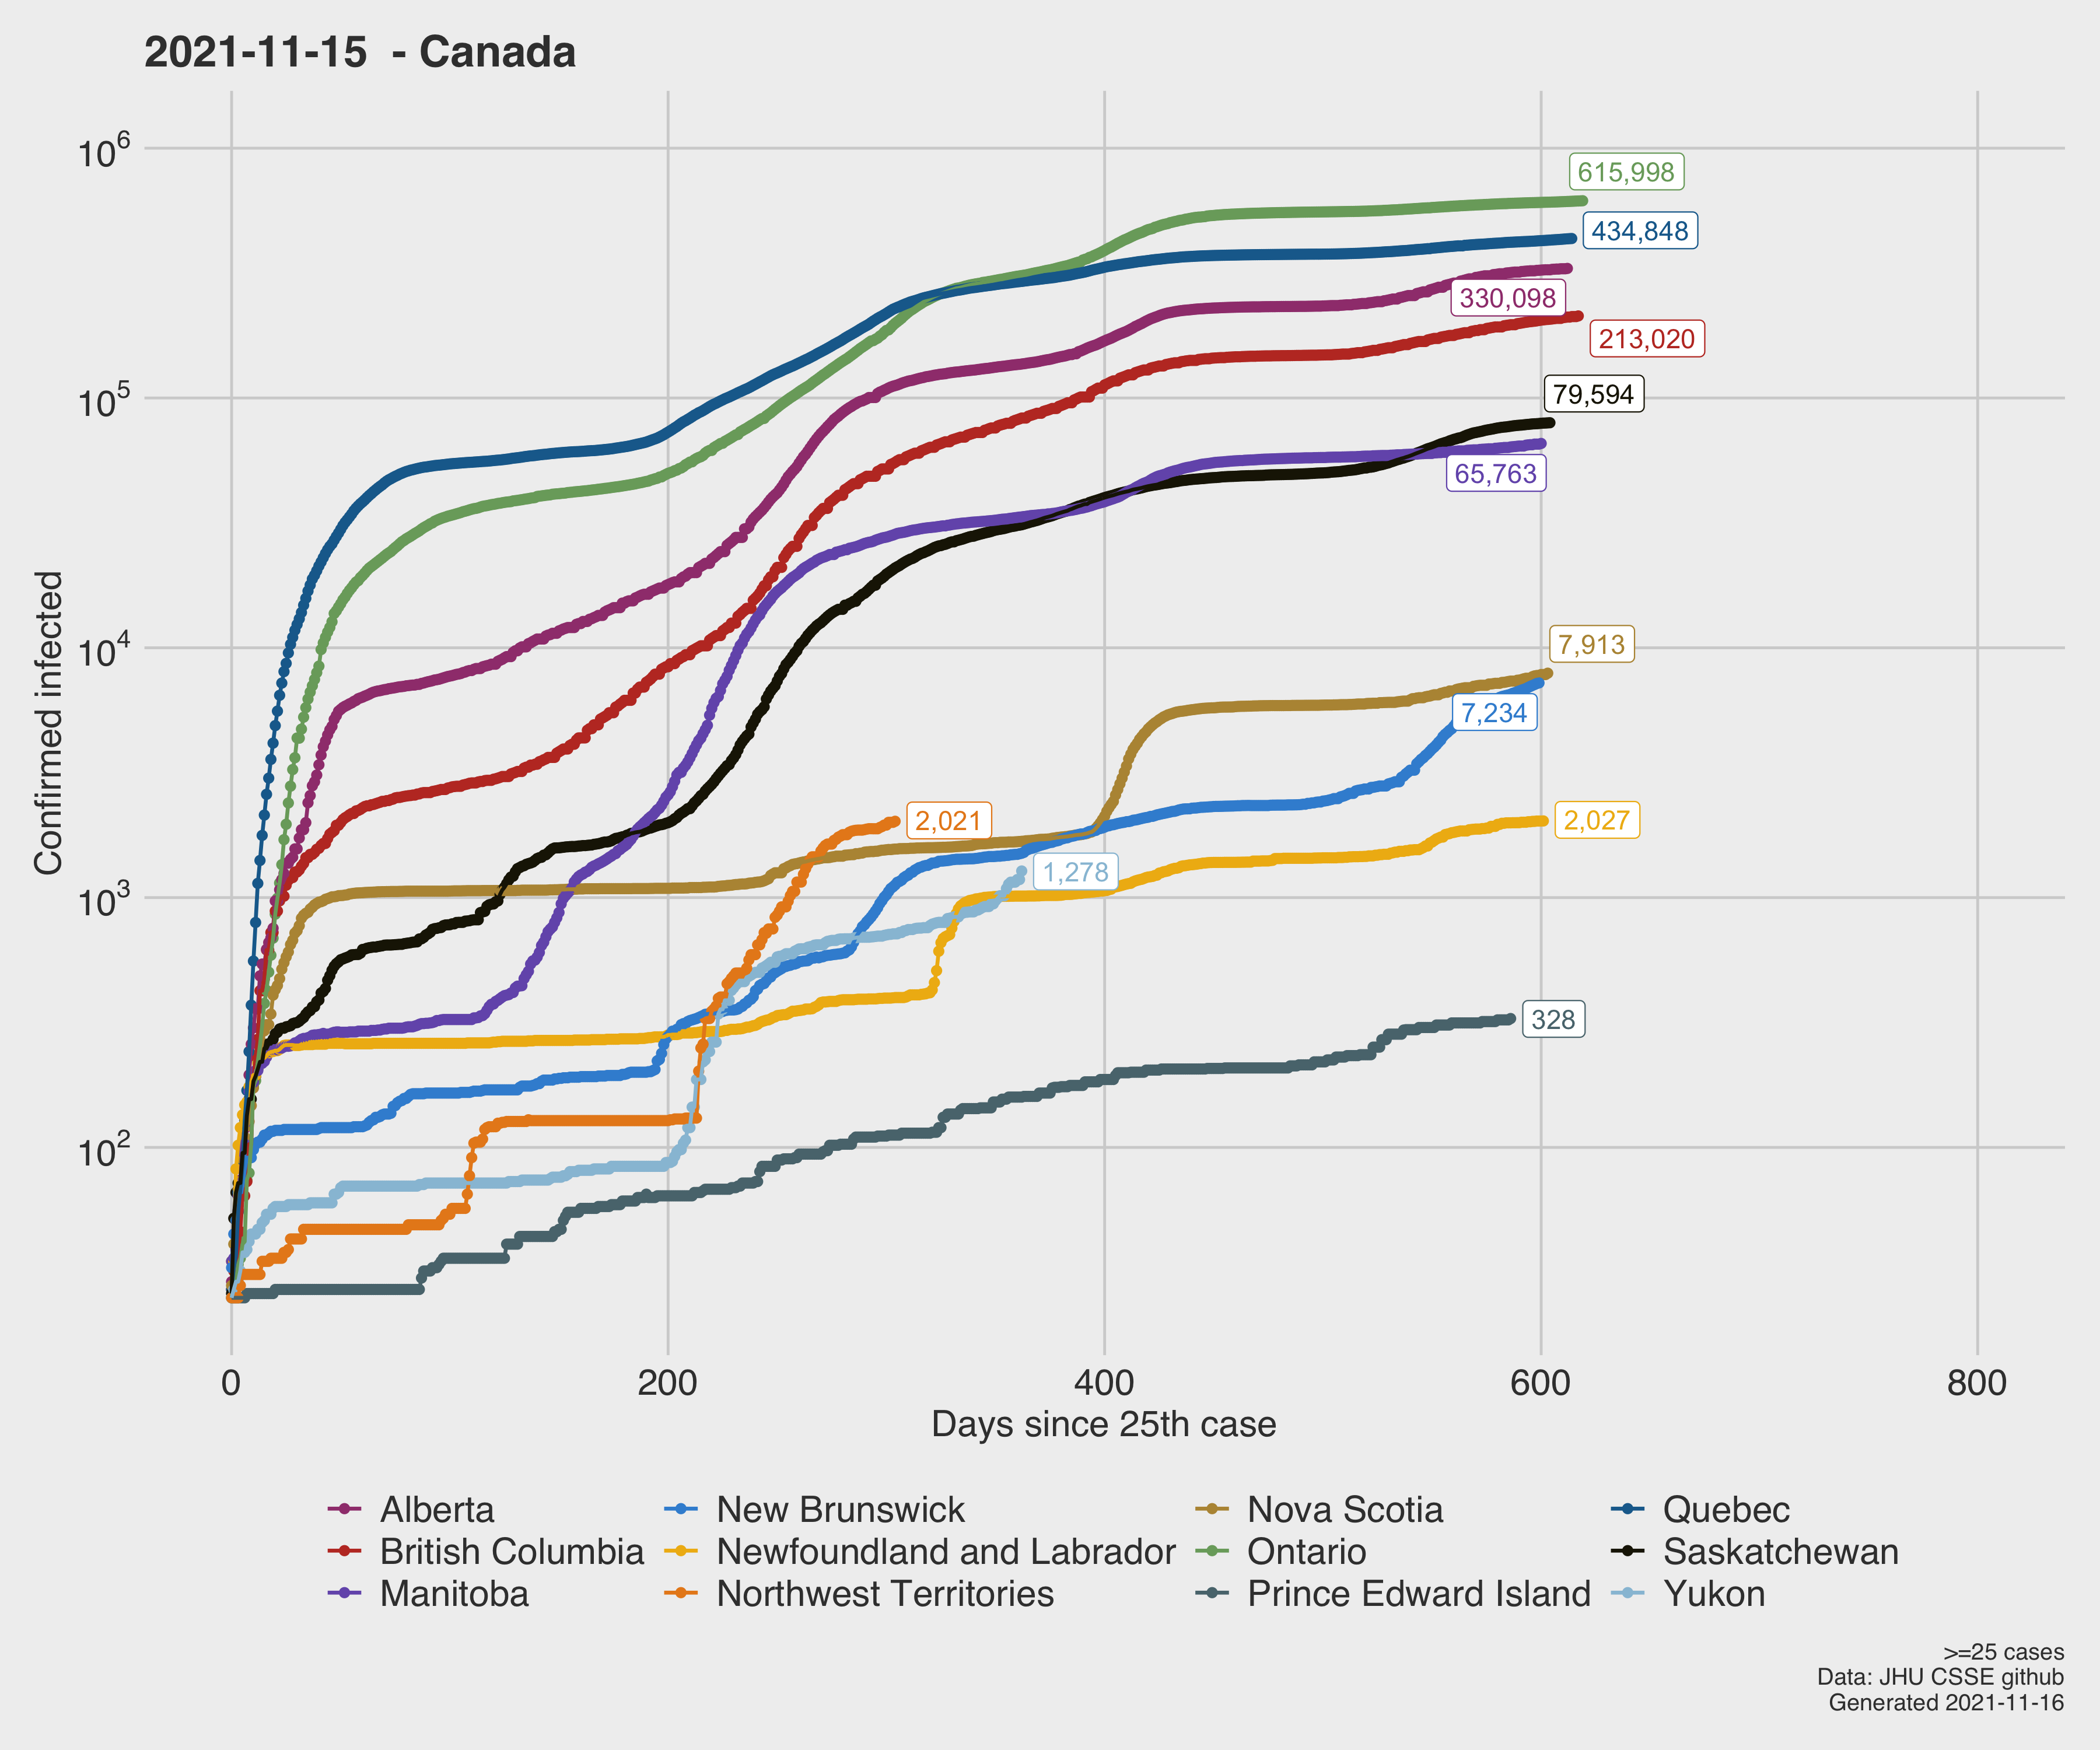 2021-11-15 - Canada
10^6
10^5
10^4
10^3
10^2
Confirmed infected
615,998
434,848
330,098
213,020
79,594
65,763
7,913
7,234
2,021
2,027
1,278
328
0 200 400 600 800
Days since 25th case
Alberta New Brunswick Nova Scotia Quebec
British Columbia Newfoundland and Labrador Ontario Saskatchewan
Manitoba Northwest Territories Prince Edward Island Yukon
>=25 cases
Data: JHU CSSE github
Generated 2021-11-16